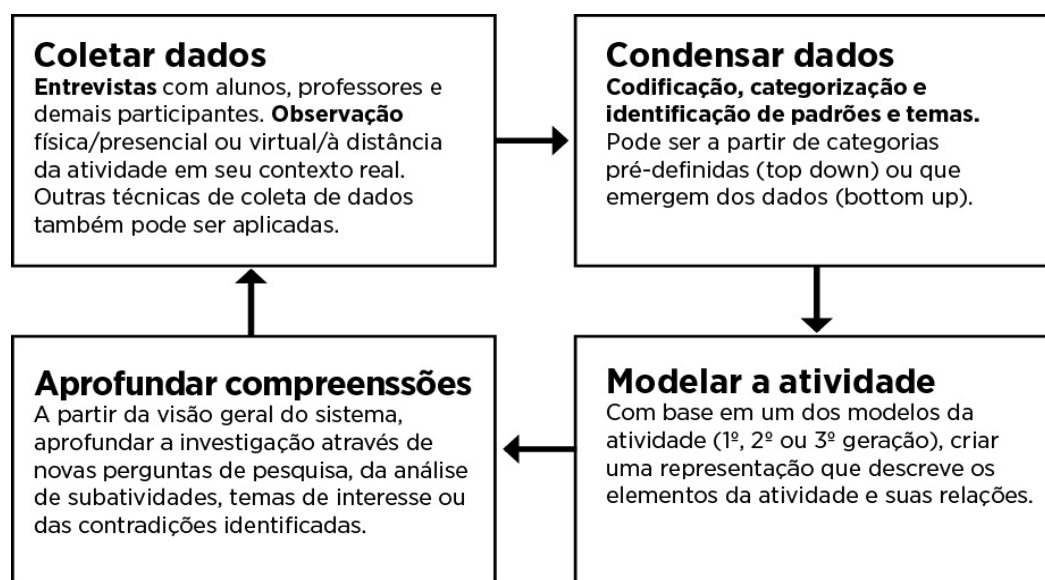 Coletar dados
Entrevistas com alunos, professores e
demais participantes. Observação
física/presencial ou virtual/à distância
da atividade em seu contexto real.
Outras técnicas de coleta de dados
também pode ser aplicadas.
Condensar dados
Codificação, categorização e
identificação de padrões e temas.
Pode ser a partir de categorias
pré-definidas (top down) ou que
emergem dos dados (bottom up).
Modelar a atividade
Com base em um dos modelos da
atividade (1º, 2º ou 3º geração), criar
uma representação que descreve os
elementos da atividade e suas relações.
Aprofundar compreenssões
A partir da visão geral do sistema,
aprofundar a investigação através de
novas perguntas de pesquisa, da análise
de subatividades, temas de interesse ou
das contradições identificadas.